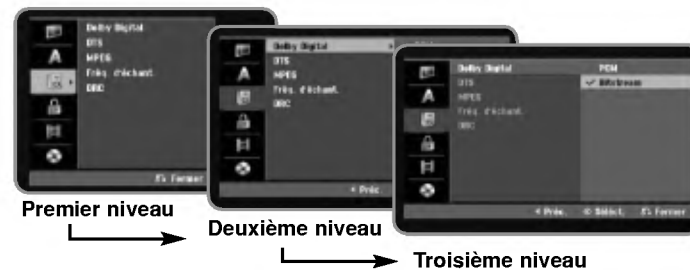 Dolby Digital
DTS
MPEG
Fréq. d'échant.
DRC
Fermer
Dolby Digital
DTS
MPEG
Fréq. d'échant.
DRC
Préc.
Dolby Digital
DTS
MPEG
Fréq. d'échant.
DRC
PCM
Bitstream
Préc.
Sélect.
Fermer
Premier niveau
Deuxième niveau
Troisième niveau